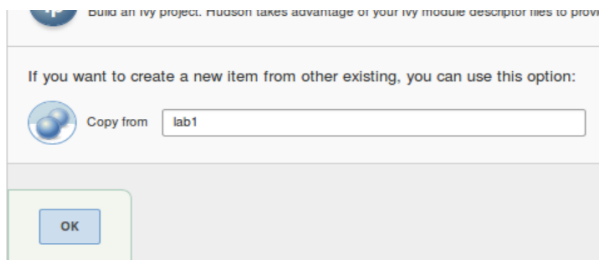 Build an Ivy project. Hudson takes advantage of your Ivy module descriptor files to provi
If you want to create a new item from other existing, you can use this option:
Copy from
lab1
OK